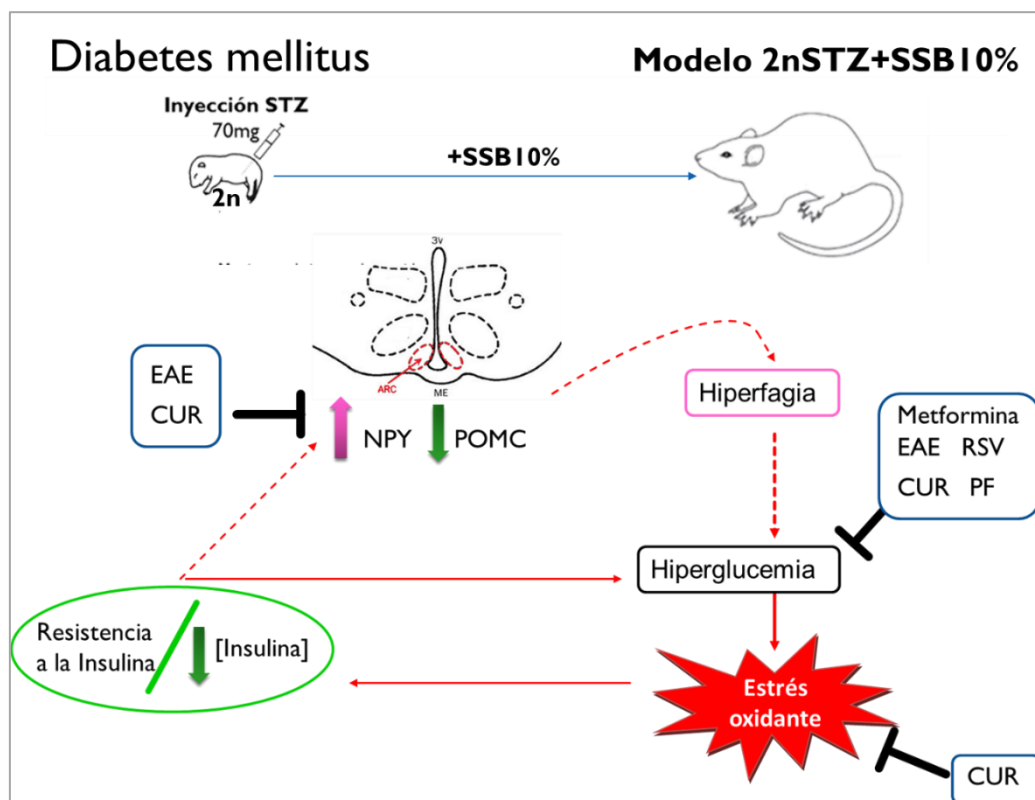 Diabetes mellitus
Modelo 2nSTZ+SSB10%
Inyección STZ
70mg
2n
+SSB10%
3V
ARC
ME
EAE
CUR
NPY
POMC
Hiperfagia
Metformina
EAE RSV
CUR PF
Hiperglucemia
Resistencia
a la Insulina
[Insulina]
Estrés
oxidante
CUR